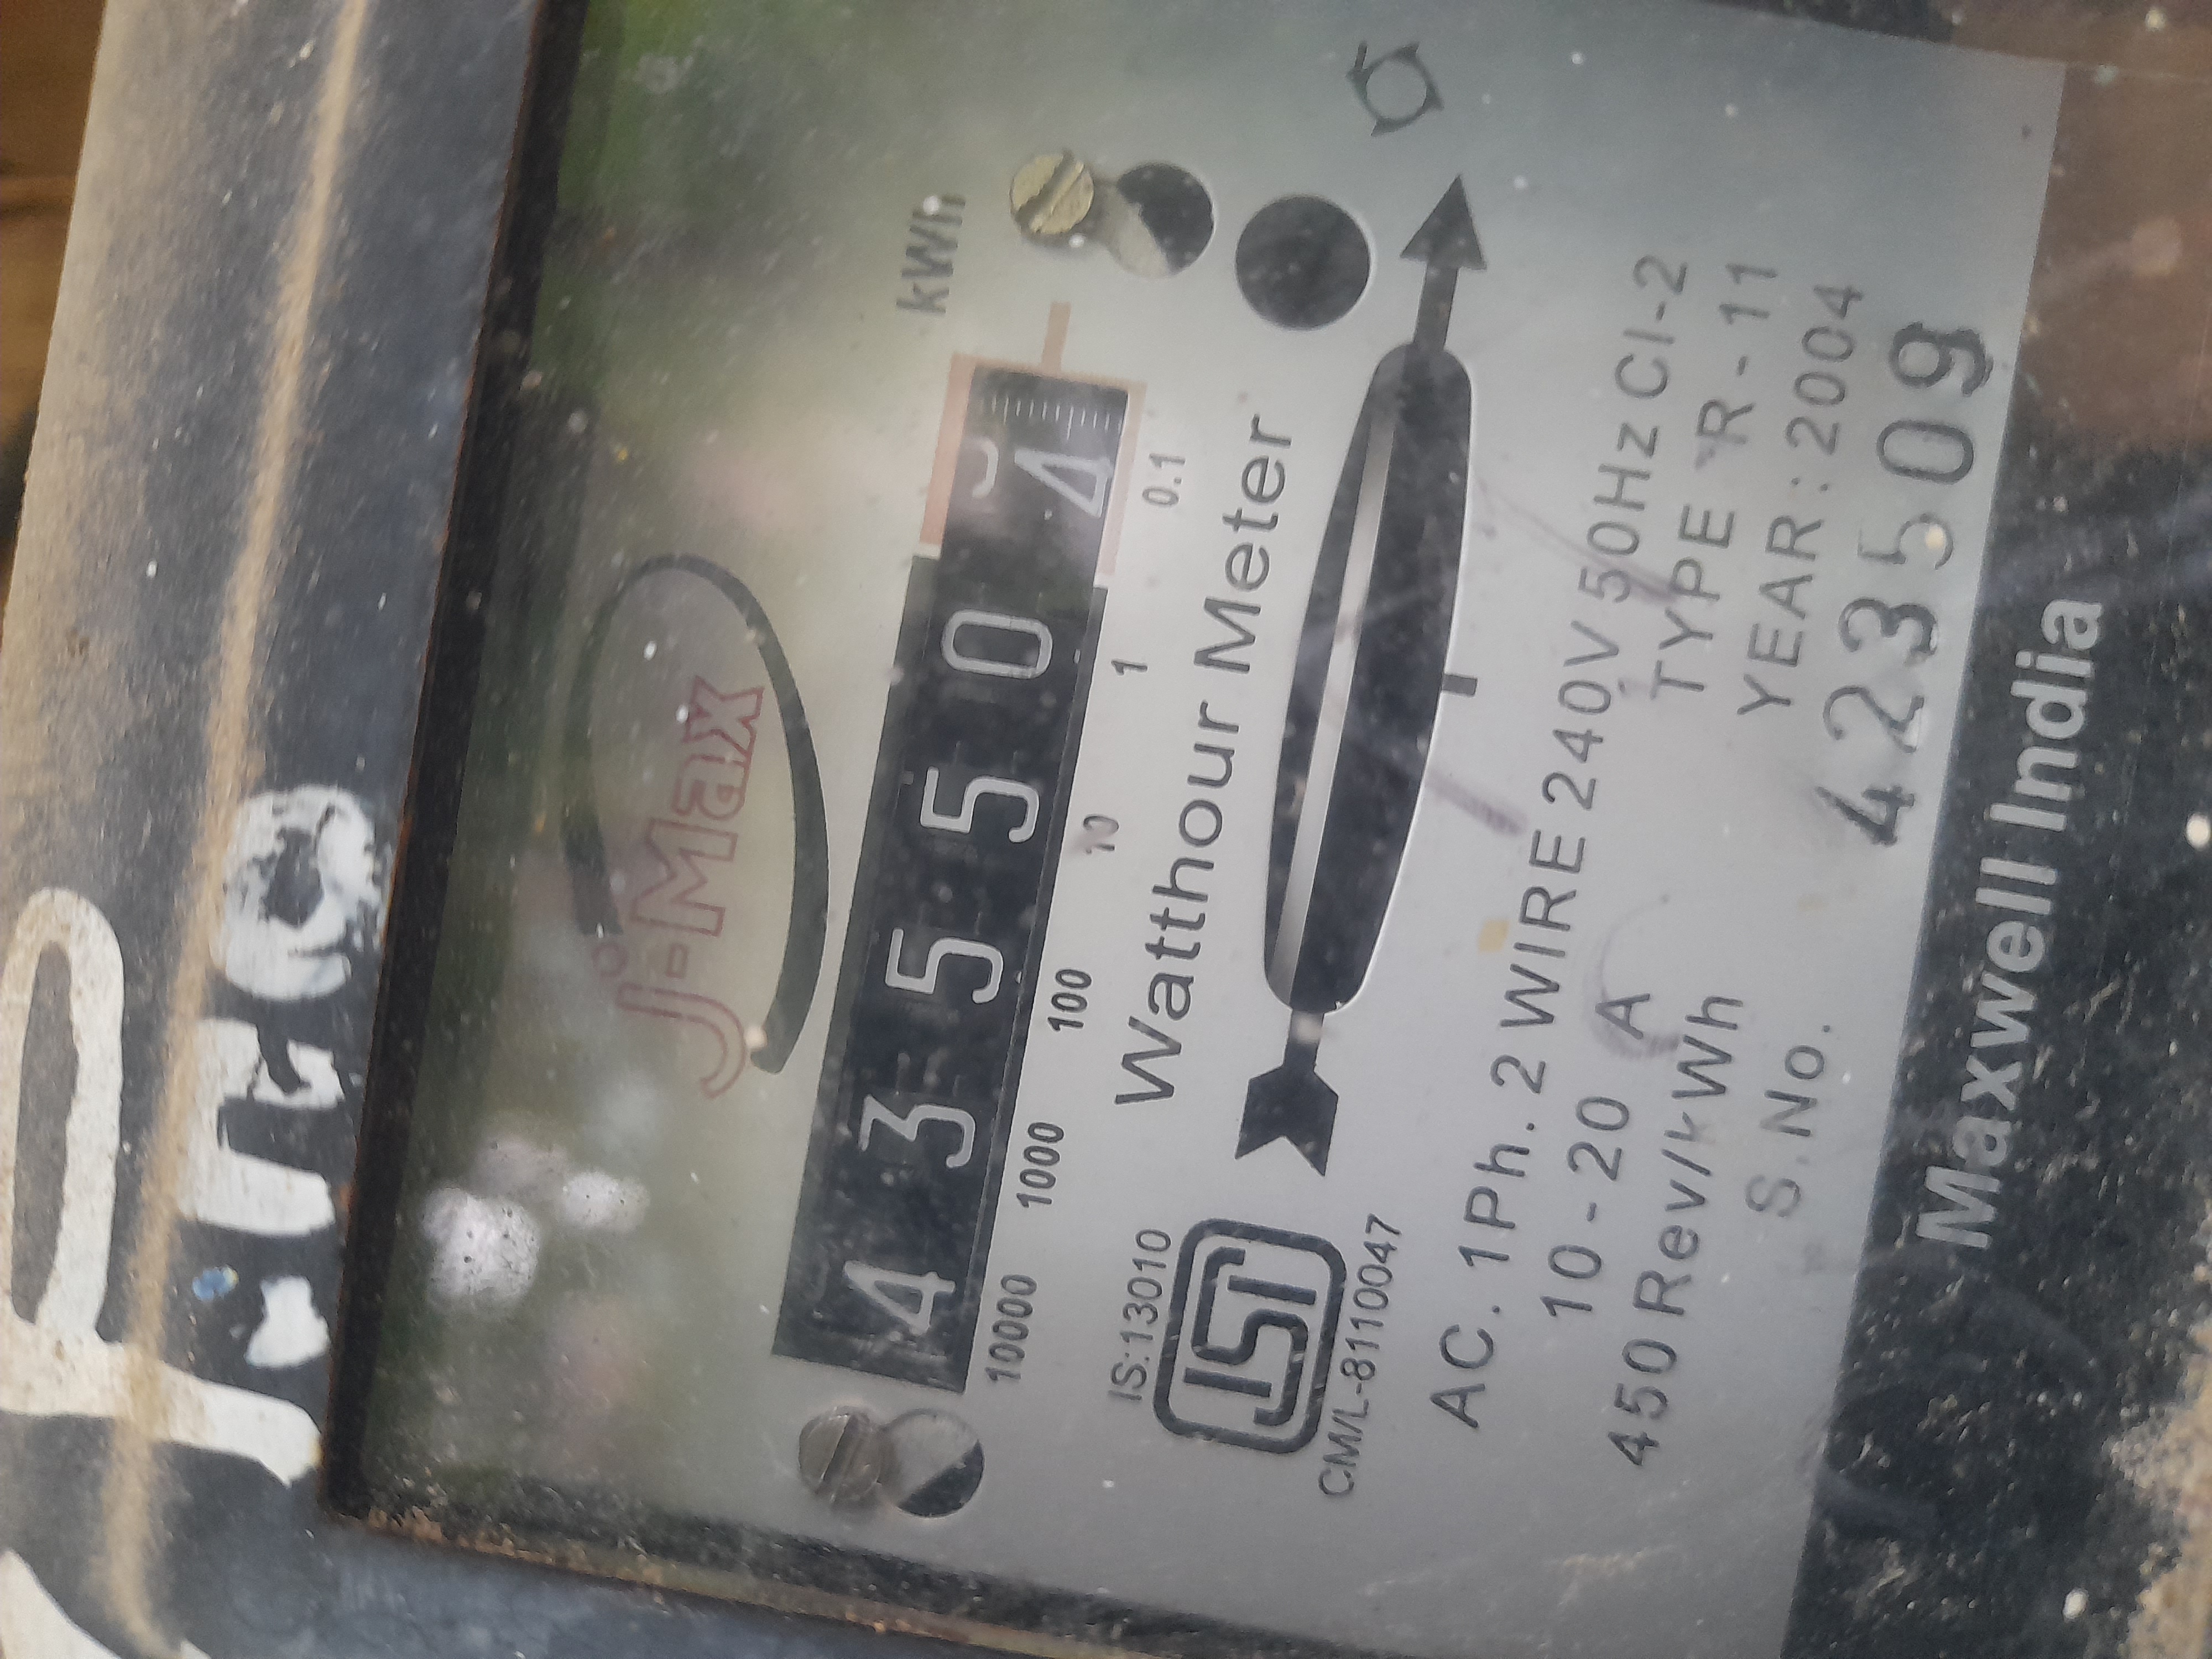 J-Max
kWh
4 3 5 5 0 4
10000 1000 100 10 1 0.1
IS:13010
ISI
CM/L-8110047
Watthour Meter
AC. 1Ph. 2 WIRE 240V 50Hz Cl-2
10-20 A TYPE R-11
450 Rev/kWh YEAR:2004
S.No. 423509
Maxwell India